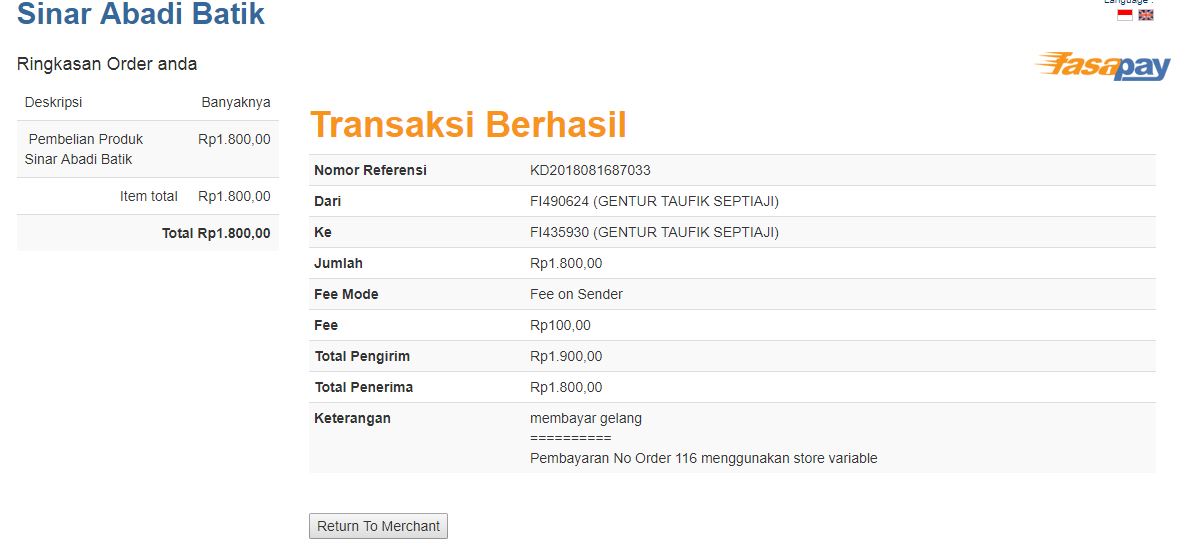 Sinar Abadi Batik
Language :
Ringkasan Order anda
fasapay
Deskripsi Banyaknya
Pembelian Produk Rp1.800,00
Sinar Abadi Batik
Item total Rp1.800,00
Total Rp1.800,00
Transaksi Berhasil
Nomor Referensi KD2018081687033
Dari FI490624 (GENTUR TAUFIK SEPTIAJI)
Ke FI435930 (GENTUR TAUFIK SEPTIAJI)
Jumlah Rp1.800,00
Fee Mode Fee on Sender
Fee Rp100,00
Total Pengirim Rp1.900,00
Total Penerima Rp1.800,00
Keterangan membayar gelang
==========
Pembayaran No Order 116 menggunakan store variable
Return To Merchant